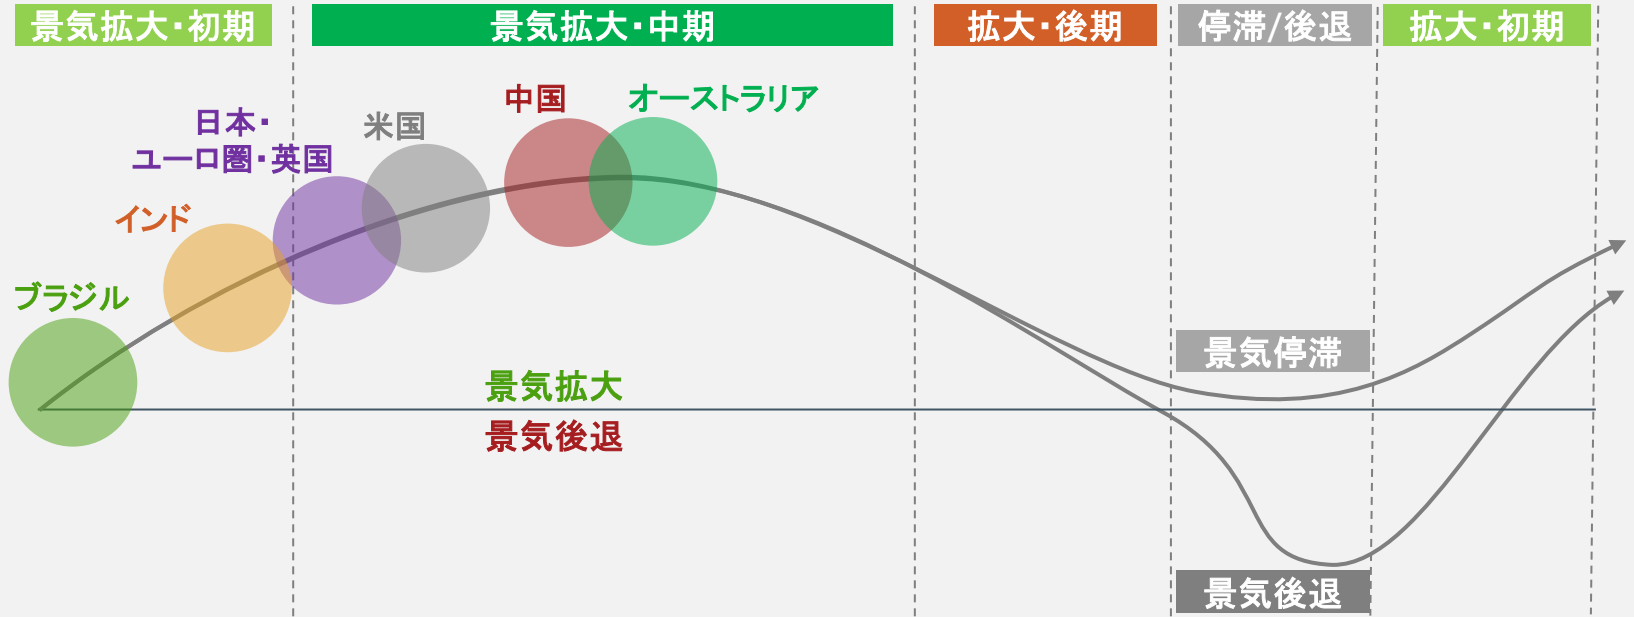 景気拡大・初期
景気拡大・中期
拡大・後期
停滞/後退
拡大・初期
中国
オーストラリア
日本・
ユーロ圏・英国
米国
インド
ブラジル
景気停滞
景気拡大
景気後退
景気後退